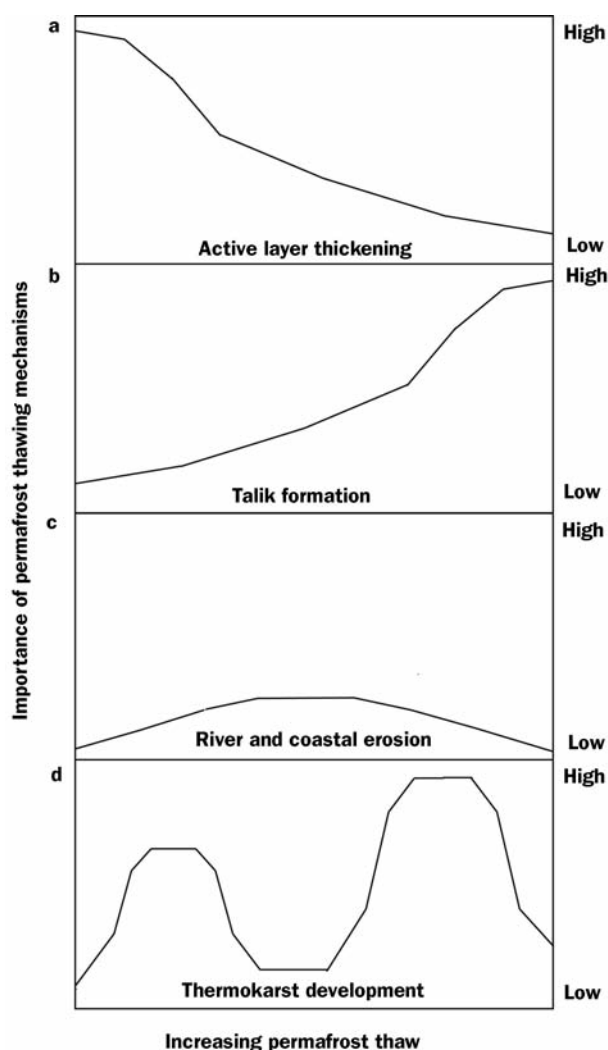 a
High
Active layer thickening
Low
b
High
Talik formation
Low
c
High
River and coastal erosion
Low
d
High
Thermokarst development
Low
Importance of permafrost thawing mechanisms
Increasing permafrost thaw